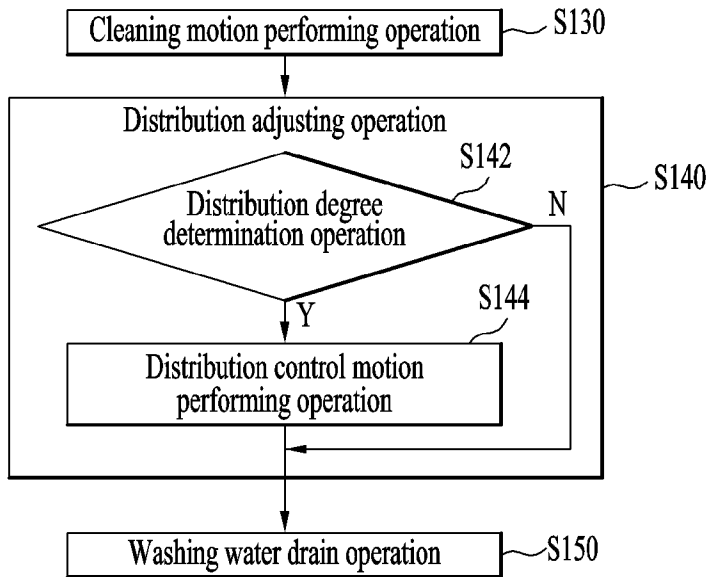 Cleaning motion performing operation
S130
Distribution adjusting operation
S142
S140
Distribution degree
determination operation
N
Y
S144
Distribution control motion
performing operation
Washing water drain operation
S150